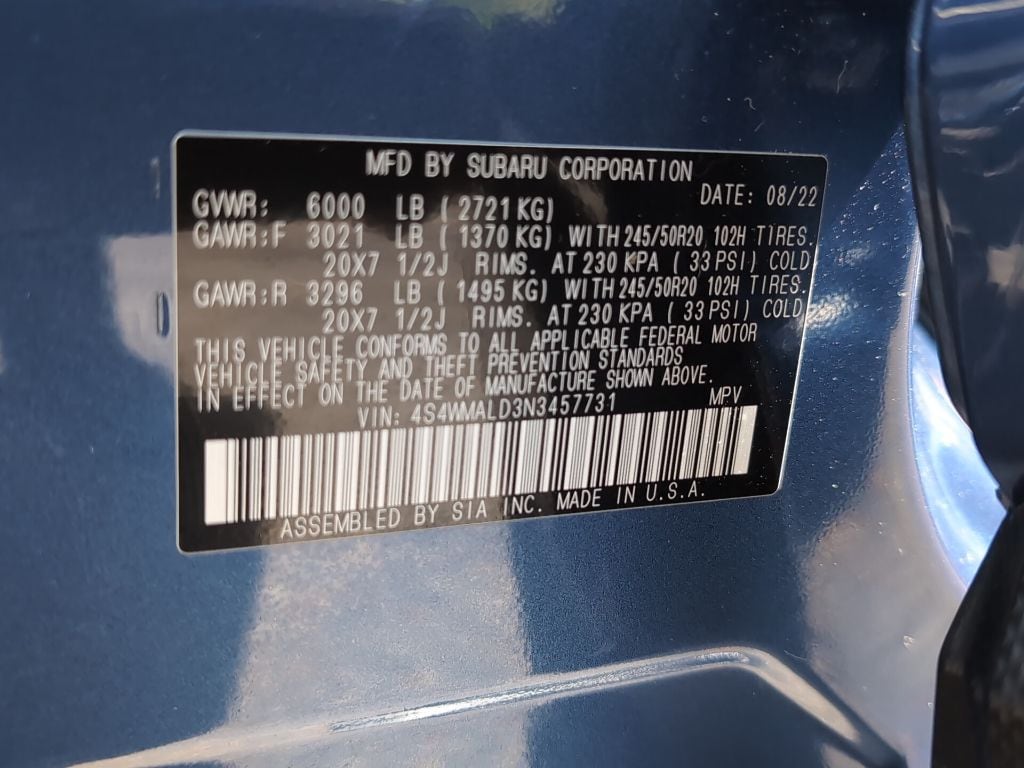 MFD BY SUBARU CORPORATION
DATE: 08/22
GVWR: 6000 LB ( 2721 KG)
GAWR:F 3021 LB ( 1370 KG) WITH 245/50R20 102H TIRES.
20X7 1/2J RIMS. AT 230 KPA ( 33 PSI) COLD
GAWR:R 3296 LB ( 1495 KG) WITH 245/50R20 102H TIRES.
20X7 1/2J RIMS. AT 230 KPA ( 33 PSI) COLD
THIS VEHICLE CONFORMS TO ALL APPLICABLE FEDERAL MOTOR
VEHICLE SAFETY AND THEFT PREVENTION STANDARDS
IN EFFECT ON THE DATE OF MANUFACTURE SHOWN ABOVE.
VIN: 4S4WMALD3N3457731 MPV
ASSEMBLED BY SIA INC. MADE IN U.S.A.